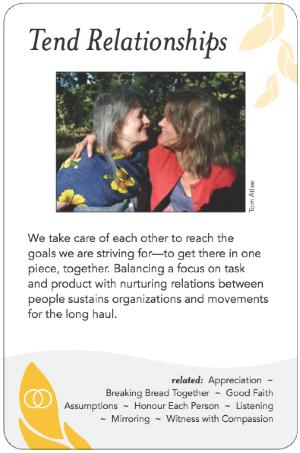 Tend Relationships
Tom Atlee
We take care of each other to reach the
goals we are striving for—to get there in one
piece, together. Balancing a focus on task
and product with nurturing relations between
people sustains organizations and movements
for the long haul.
related: Appreciation ~
Breaking Bread Together ~ Good Faith
Assumptions ~ Honour Each Person ~ Listening
~ Mirroring ~ Witness with Compassion